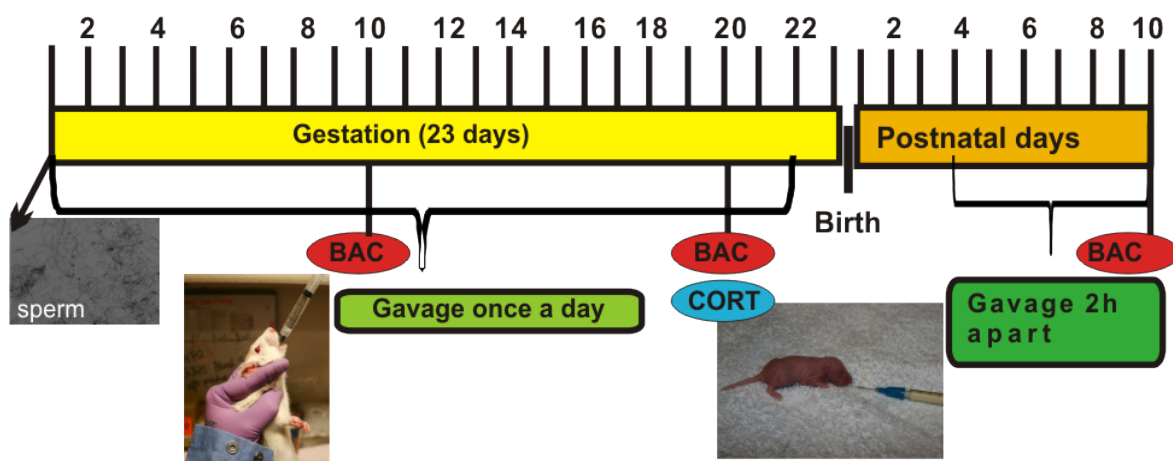 2 4 6 8 10 12 14 16 18 20 22 2 4 6 8 10
Gestation (23 days)
Postnatal days
Birth
BAC
BAC
BAC
sperm
CORT
Gavage once a day
Gavage 2h
apart